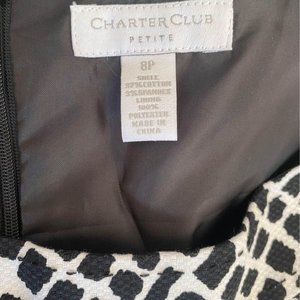 CHARTER CLUB
PETITE
8P
SHELL
97%COTTON
3%SPANDEX
LINING
100%
POLYESTER
MADE IN
CHINA